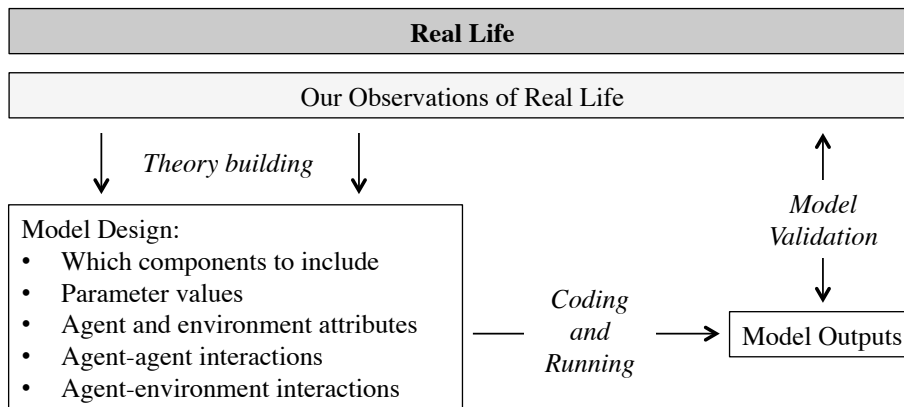 Real Life
Our Observations of Real Life
Theory building
Model Design:
• Which components to include
• Parameter values
• Agent and environment attributes
• Agent-agent interactions
• Agent-environment interactions
Coding
and
Running
Model
Validation
Model Outputs